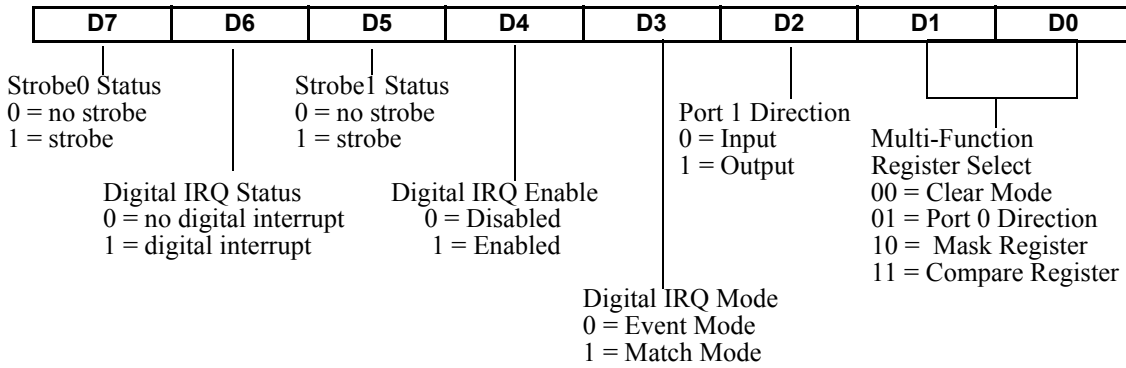 D7 D6 D5 D4 D3 D2 D1 D0
Strobe0 Status
0 = no strobe
1 = strobe
Digital IRQ Status
0 = no digital interrupt
1 = digital interrupt
Strobe1 Status
0 = no strobe
1 = strobe
Digital IRQ Enable
0 = Disabled
1 = Enabled
Digital IRQ Mode
0 = Event Mode
1 = Match Mode
Port 1 Direction
0 = Input
1 = Output
Multi-Function
Register Select
00 = Clear Mode
01 = Port 0 Direction
10 = Mask Register
11 = Compare Register